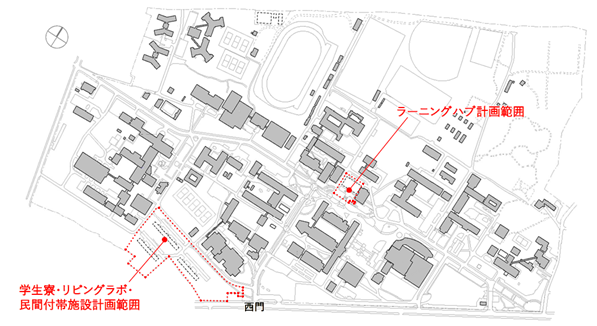 ラーニングハブ計画範囲
学生寮・リビングラボ・
民間付帯施設計画範囲
西門